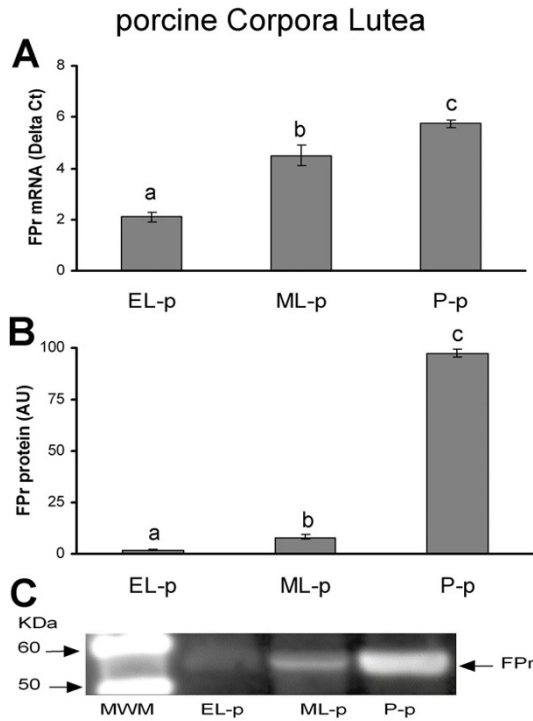 porcine Corpora Lutea
A
FPr mRNA (Delta Ct)
8
6
4
2
0
a
b
c
EL-p
ML-p
P-p
B
FPr protein (AU)
100
75
50
25
0
a
b
c
EL-p
ML-p
P-p
C
KDa
60
50
FPr
MWM
EL-p
ML-p
P-p